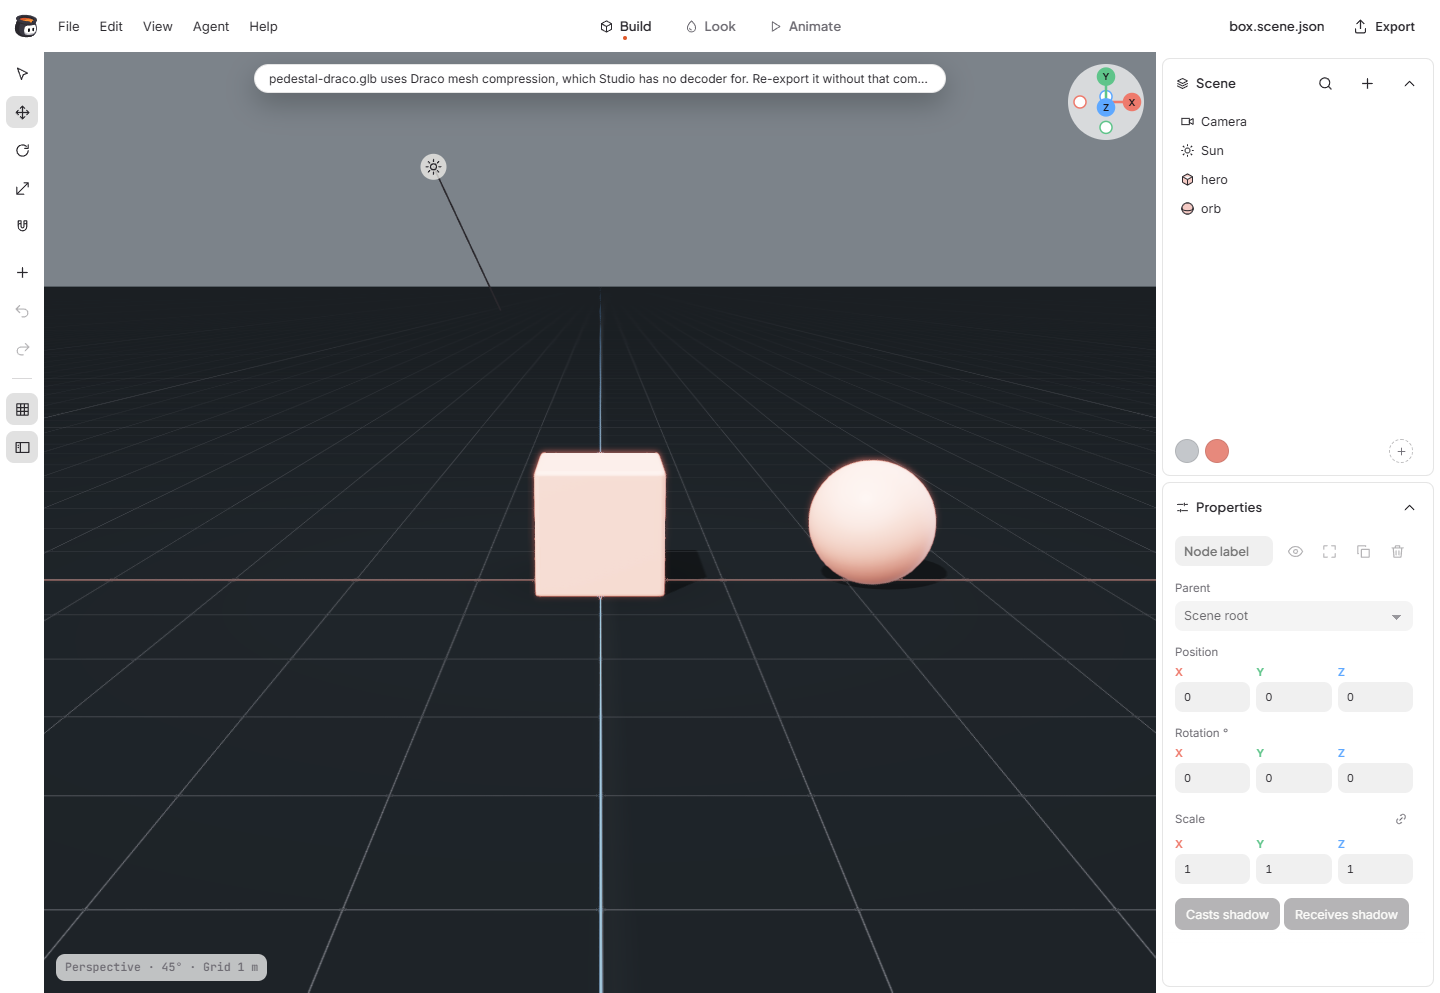 File Edit View Agent Help
Build Look Animate
box.scene.json Export
pedestal-draco.glb uses Draco mesh compression, which Studio has no decoder for. Re-export it without that com...
Y
X
Z
Scene
Camera
Sun
hero
orb
Properties
Node label
Parent
Scene root
Position
X Y Z
0 0 0
Rotation °
X Y Z
0 0 0
Scale
X Y Z
1 1 1
Casts shadow Receives shadow
Perspective · 45° · Grid 1 m